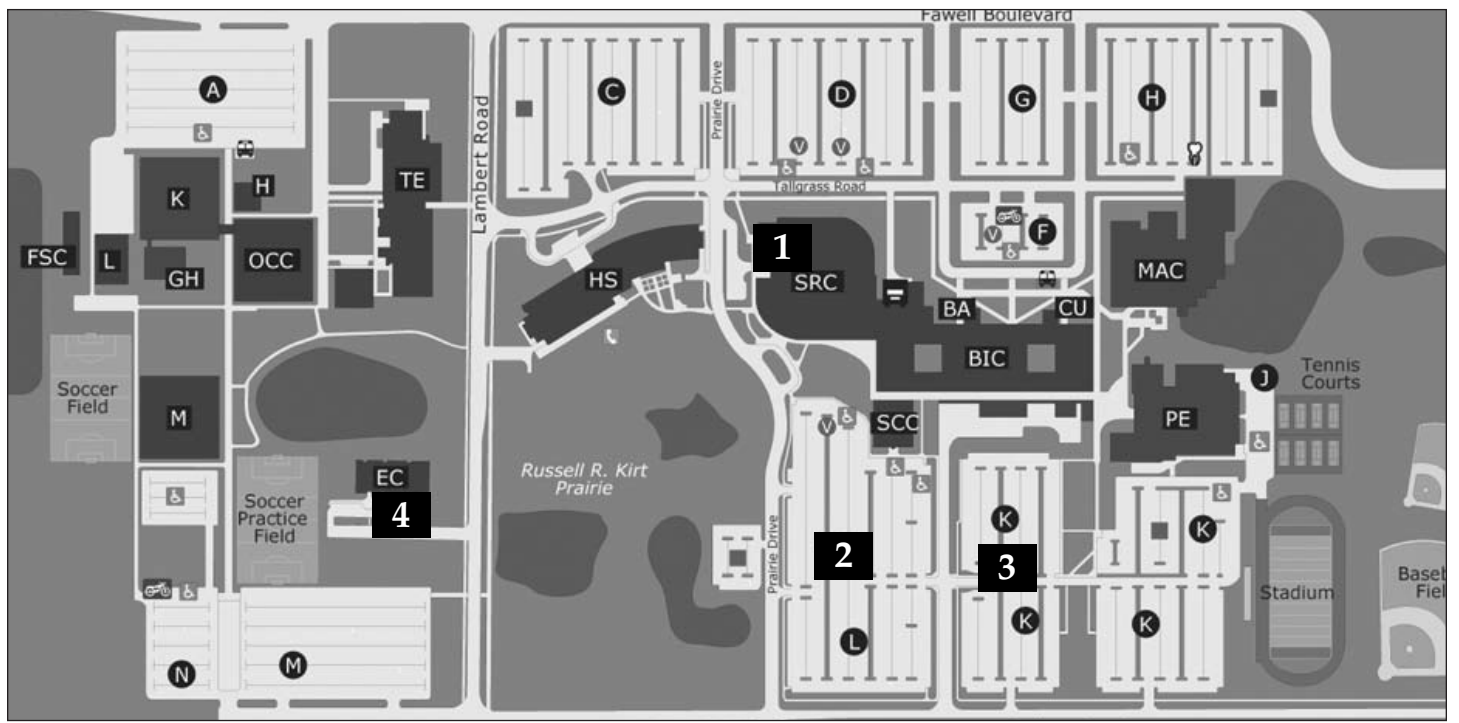 Fawell Boulevard
A
C
Prairie Drive
D
G
H
V
V
Lambert Road
Tallgrass Road
K
H
TE
FSC
L
GH
OCC
HS
1
SRC
V
F
MAC
BA
CU
BIC
Soccer
Field
M
J
Tennis
Courts
V
SCC
PE
EC
4
Russell R. Kirt
Prairie
Soccer
Practice
Field
Prairie Drive
2
K
3
K
Stadium
Baseb
Fiel
N
M
L
K
K